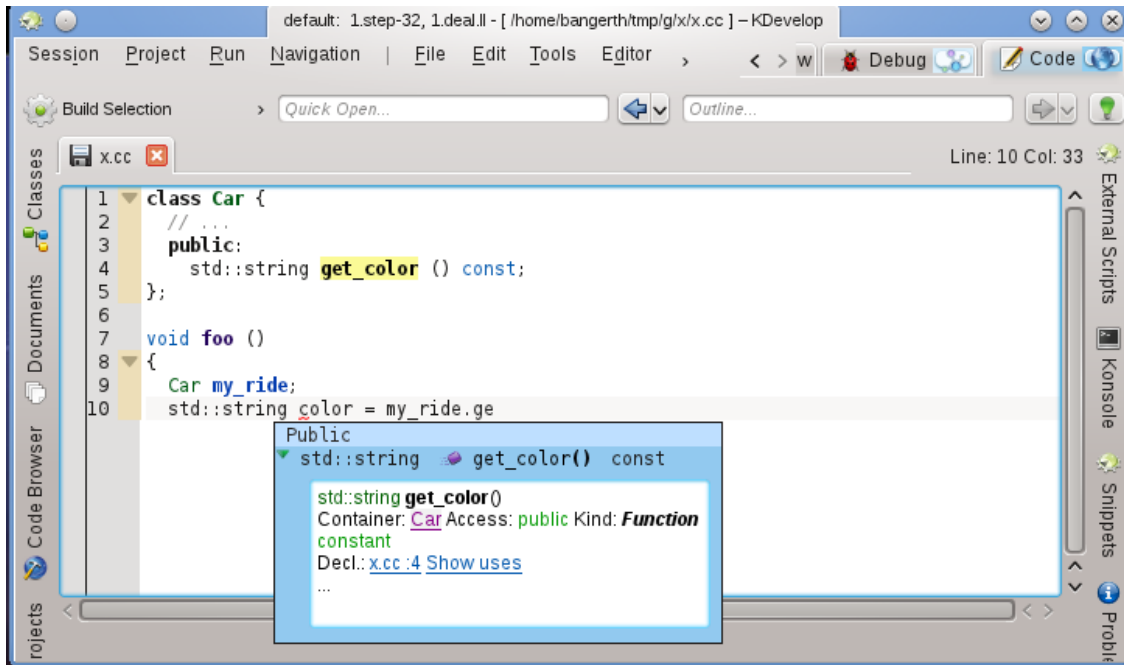 default:  1.step-32, 1.deal.II - [ /home/bangerth/tmp/g/x/x.cc ] – KDevelop
Session Project Run Navigation | File Edit Tools Editor › < > w Debug Code
Build Selection › Quick Open... Outline...
x.cc Line: 10 Col: 33
Classes
Documents
Code Browser
rojects
1 class Car {
2 // ...
3 public:
4 std::string get_color () const;
5 };
6
7 void foo ()
8 {
9 Car my_ride;
10 std::string color = my_ride.ge
Public
std::string get_color() const
std::string get_color()
Container: Car Access: public Kind: Function
constant
Decl.: x.cc :4 Show uses
...
External Scripts
Konsole
Snippets
Proble